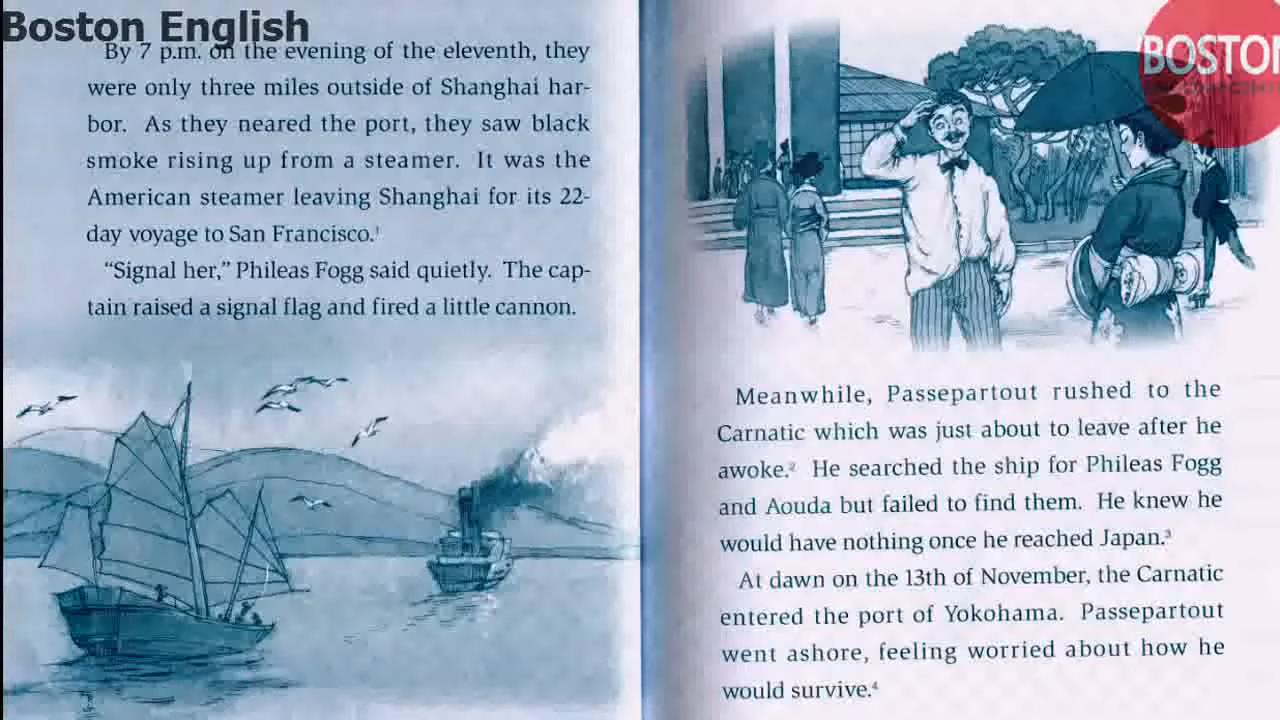 Boston English
By 7 p.m. on the evening of the eleventh, they
were only three miles outside of Shanghai har-
bor. As they neared the port, they saw black
smoke rising up from a steamer. It was the
American steamer leaving Shanghai for its 22-
day voyage to San Francisco.¹
“Signal her,” Phileas Fogg said quietly. The cap-
tain raised a signal flag and fired a little cannon.
BOSTON
Meanwhile, Passepartout rushed to the
Carnatic which was just about to leave after he
awoke.² He searched the ship for Phileas Fogg
and Aouda but failed to find them. He knew he
would have nothing once he reached Japan.³
At dawn on the 13th of November, the Carnatic
entered the port of Yokohama. Passepartout
went ashore, feeling worried about how he
would survive.⁴